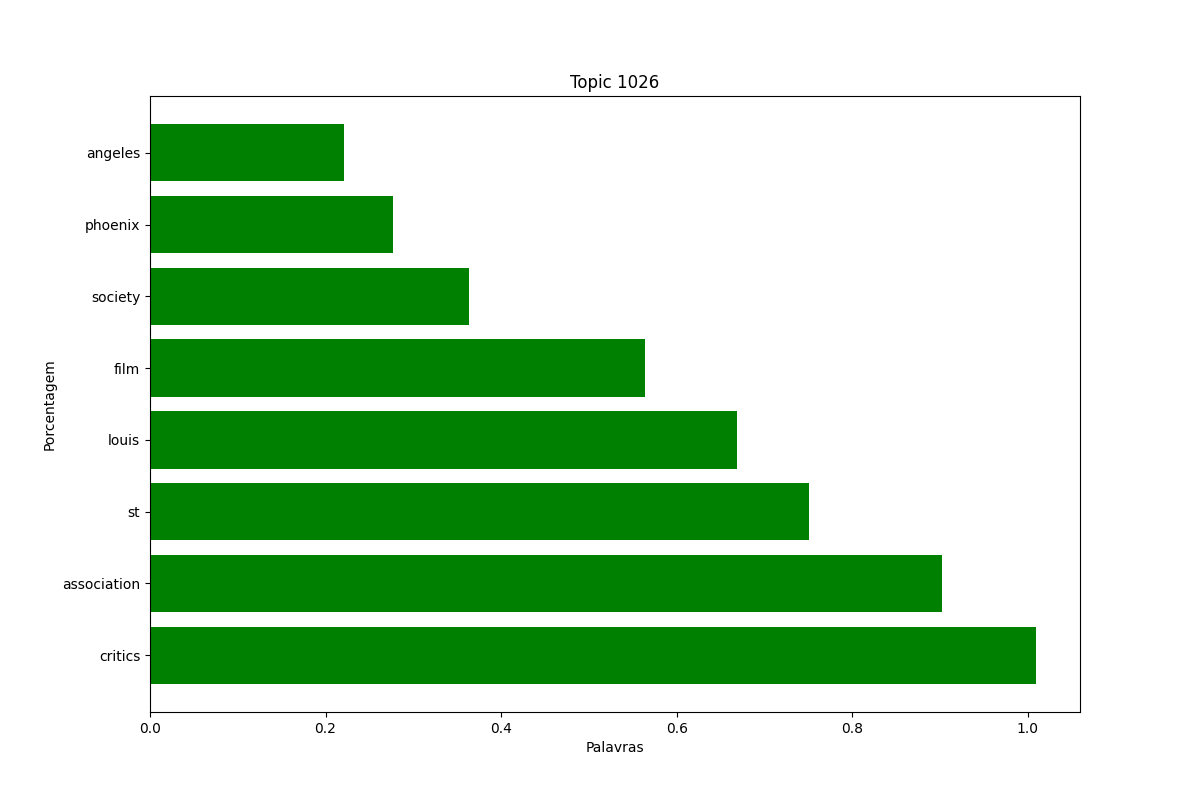 Topic 1026
angeles
phoenix
society
film
louis
st
association
critics
Porcentagem
0.0 0.2 0.4 0.6 0.8 1.0
Palavras